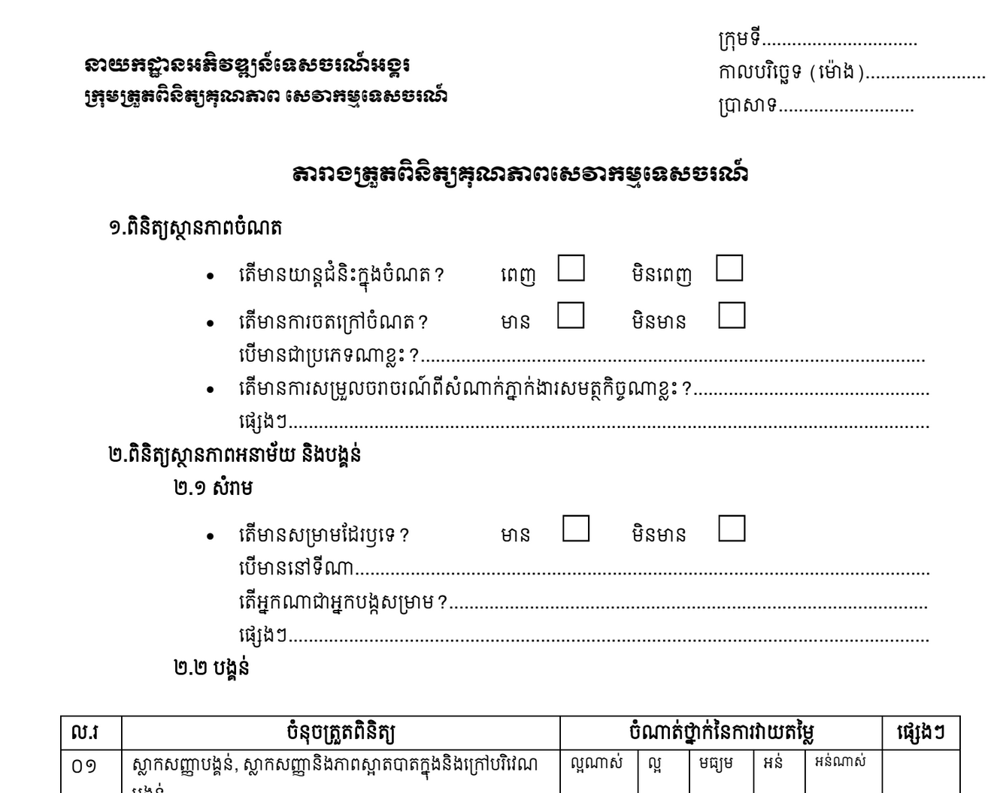 ក្រុមទី...............................
នាយកដ្ឋានអភិវឌ្ឍន៍ទេសចរណ៍អង្គរ
កាលបរិច្ឆេទ (ម៉ោង)........................
ក្រុមត្រួតពិនិត្យគុណភាព សេវាកម្មទេសចរណ៍
ប្រាសាទ...........................
តារាងត្រួតពិនិត្យគុណភាពសេវាកម្មទេសចរណ៍
១.ពិនិត្យស្ថានភាពចំណត
• តើមានយាន្តជំនិះក្នុងចំណត? ពេញ មិនពេញ
• តើមានការចតក្រៅចំណត? មាន មិនមាន
បើមានជាប្រភេទណាខ្លះ?....................................................................................................
• តើមានការសម្រួលចរាចរណ៍ពីសំណាក់ភ្នាក់ងារសមត្ថកិច្ចណាខ្លះ?...............................................
ផ្សេងៗ...............................................................................................................................
២.ពិនិត្យស្ថានភាពអនាម័យ និងបង្គន់
២.១ សំរាម
• តើមានសម្រាមដែរឫទេ? មាន មិនមាន
បើមាននៅទីណា..................................................................................................................
តើអ្នកណាជាអ្នកបង្កសម្រាម?...............................................................................................
ផ្សេងៗ...............................................................................................................................
២.២ បង្គន់
ល.រ ចំនុចត្រួតពិនិត្យ ចំណាត់ថ្នាក់នៃការវាយតម្លៃ ផ្សេងៗ
០១ ស្លាកសញ្ញាបង្គន់, ស្លាកសញ្ញានិងភាពស្អាតបាតក្នុងនិងក្រៅបរិវេណ ល្អណាស់ ល្អ មធ្យម អន់ អន់ណាស់
បង្គន់